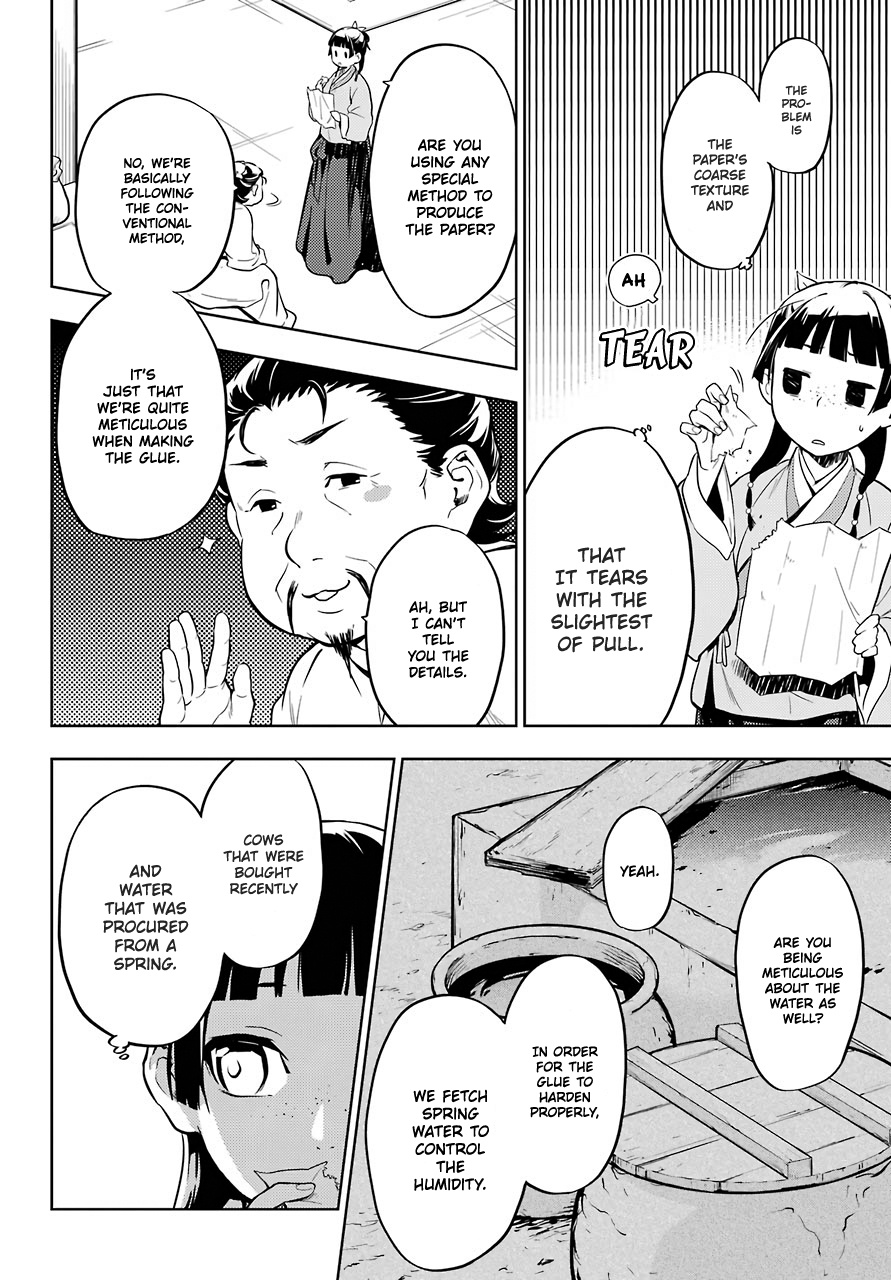 THE
PRO-
BLEM
IS
THE
PAPER'S
COARSE
TEXTURE
AND
AH
TEAR
THAT
IT TEARS
WITH THE
SLIGHTEST
OF PULL.
ARE YOU
USING ANY
SPECIAL
METHOD TO
PRODUCE
THE PAPER?
NO, WE'RE
BASICALLY
FOLLOWING
THE CON-
VENTIONAL
METHOD,
IT'S
JUST THAT
WE'RE QUITE
METICULOUS
WHEN MAKING
THE GLUE.
AH, BUT
I CAN'T
TELL
YOU THE
DETAILS.
ARE YOU
BEING
METICULOUS
ABOUT THE
WATER AS
WELL?
YEAH.
IN ORDER
FOR THE
GLUE TO
HARDEN
PROPERLY,
WE FETCH
SPRING
WATER TO
CONTROL
THE
HUMIDITY.
COWS
THAT WERE
BOUGHT
RECENTLY
AND
WATER
THAT WAS
PROCURED
FROM A
SPRING.